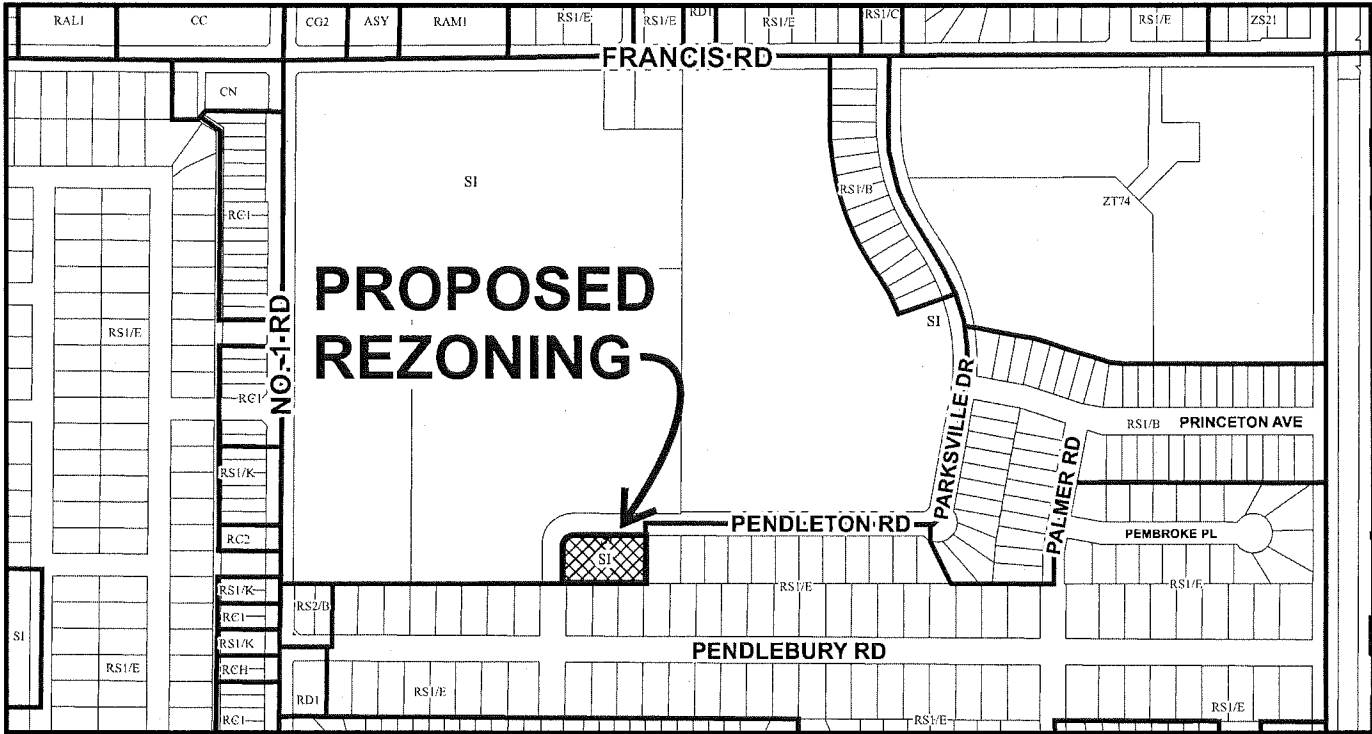 RAL1 CC CG2 ASY RAM1 RS1/E RS1/E RD1 RS1/E RS1/C RS1/E ZS21
FRANCIS RD
CN
SI
RS1/B
ZT74
RC1
PROPOSED
REZONING
NO. 1 RD
RS1/E
SI
RC1
PARKSVILLE DR
RS1/B PRINCETON AVE
PALMER RD
RS1/K
PENDLETON RD
PEMBROKE PL
RC2
SI
RS1/E
RS1/E
RS1/K
RS2/B
RC1
SI
RS1/K
PENDLEBURY RD
RS1/E
RCH
RS1/E
RD1
RS1/E
RC1
RS1/E